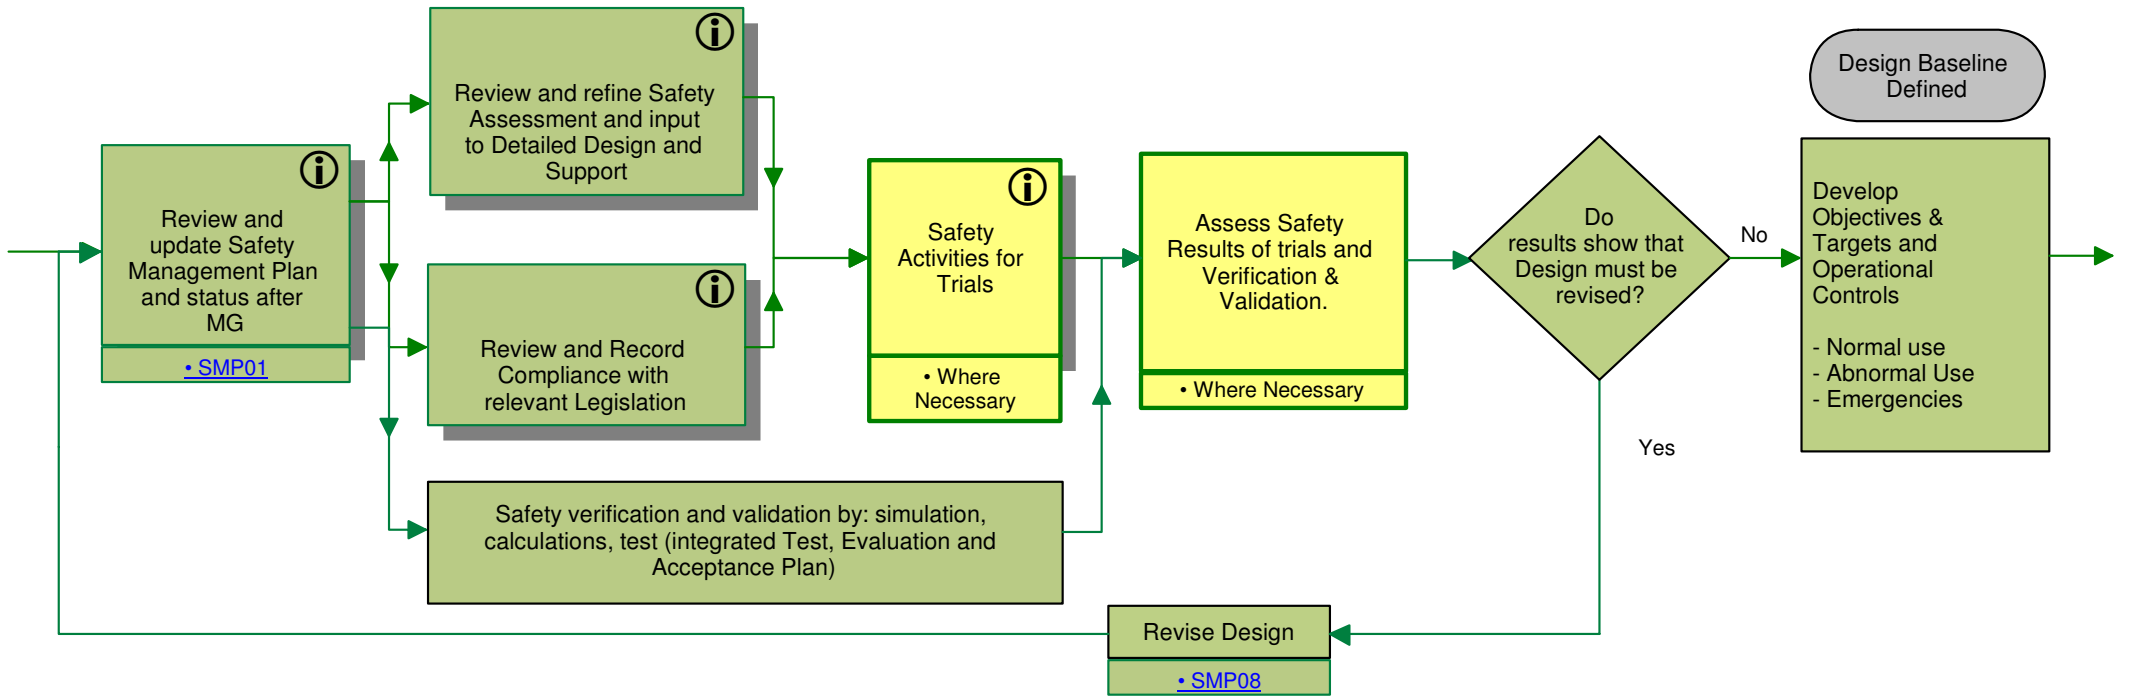 Review and
update Safety
Management Plan
and status after
MG
• SMP01
Review and refine Safety
Assessment and input
to Detailed Design and
Support
Review and Record
Compliance with
relevant Legislation
Safety verification and validation by: simulation,
calculations, test (integrated Test, Evaluation and
Acceptance Plan)
Safety
Activities for
Trials
• Where
Necessary
Assess Safety
Results of trials and
Verification &
Validation.
• Where Necessary
Do
results show that
Design must be
revised?
No
Yes
Revise Design
• SMP08
Design Baseline
Defined
Develop
Objectives &
Targets and
Operational
Controls
- Normal use
- Abnormal Use
- Emergencies